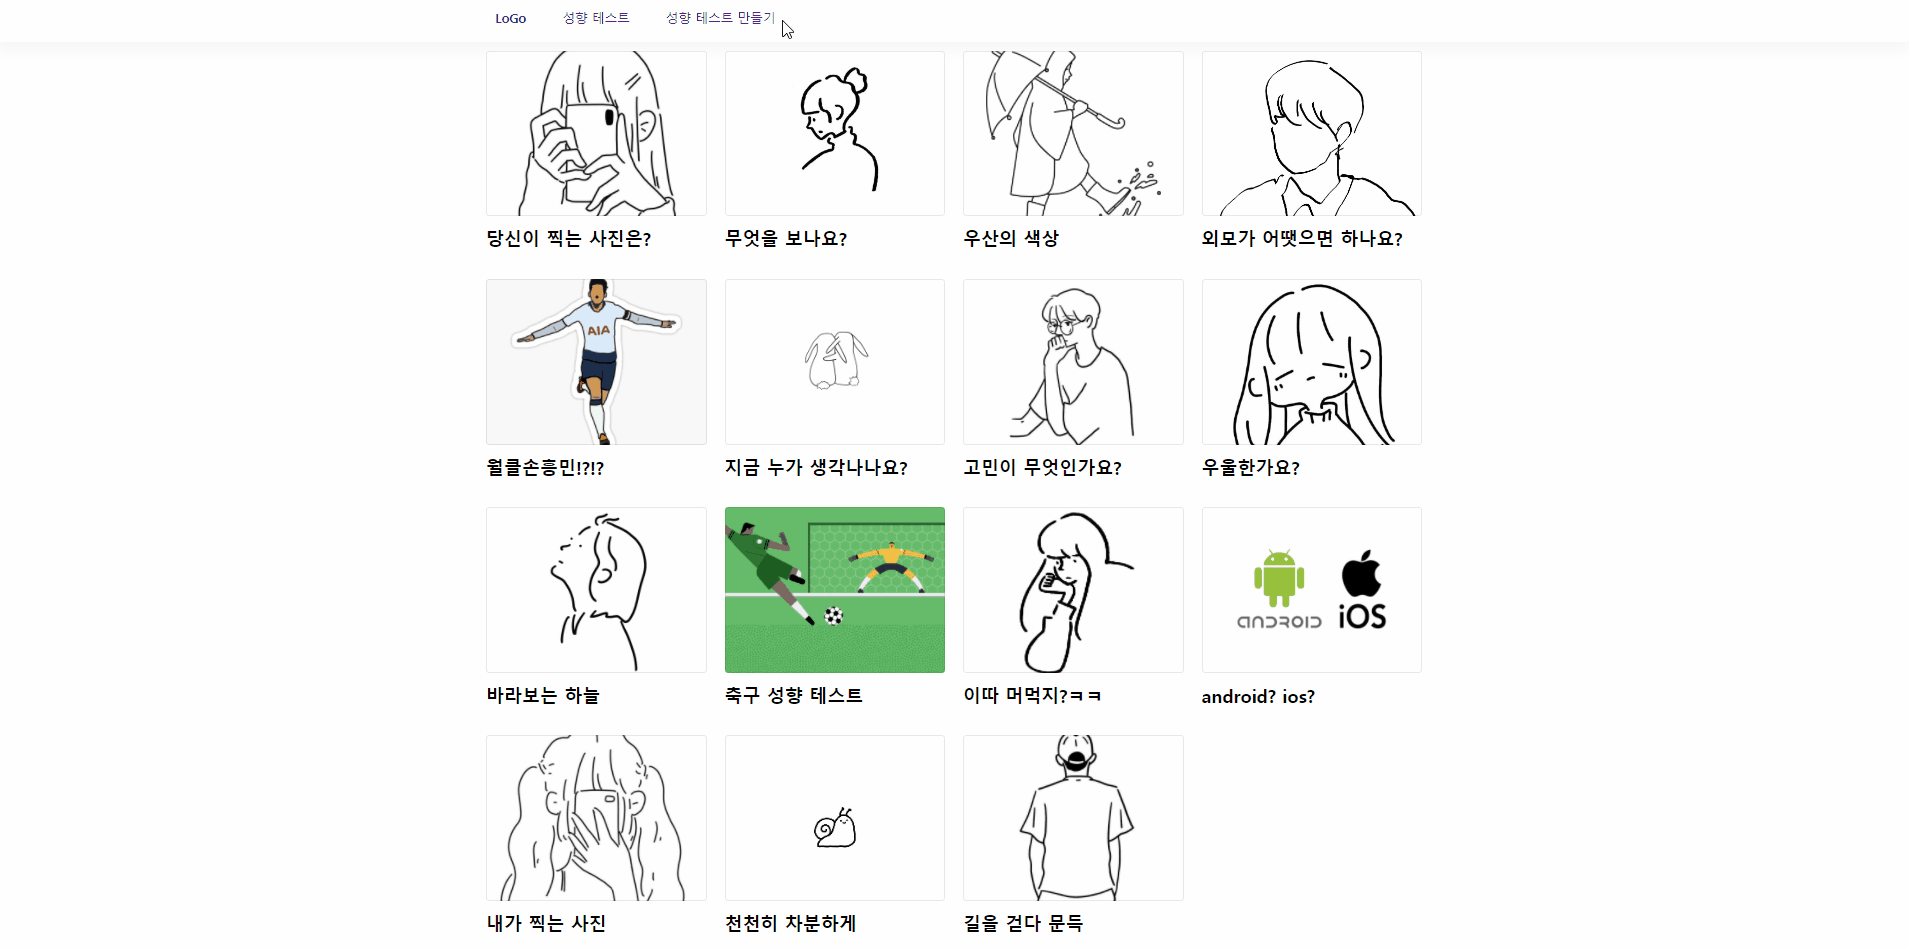 LoGo 성향 테스트 성향 테스트 만들기
당신이 찍는 사진은? 무엇을 보나요? 우산의 색상 외모가 어땟으면 하나요?
AIA
월클손흥민!?!? 지금 누가 생각나나요? 고민이 무엇인가요? 우울한가요?
android iOS
바라보는 하늘 축구 성향 테스트 이따 머먹지?ㅋㅋ android? ios?
내가 찍는 사진 천천히 차분하게 길을 걷다 문득